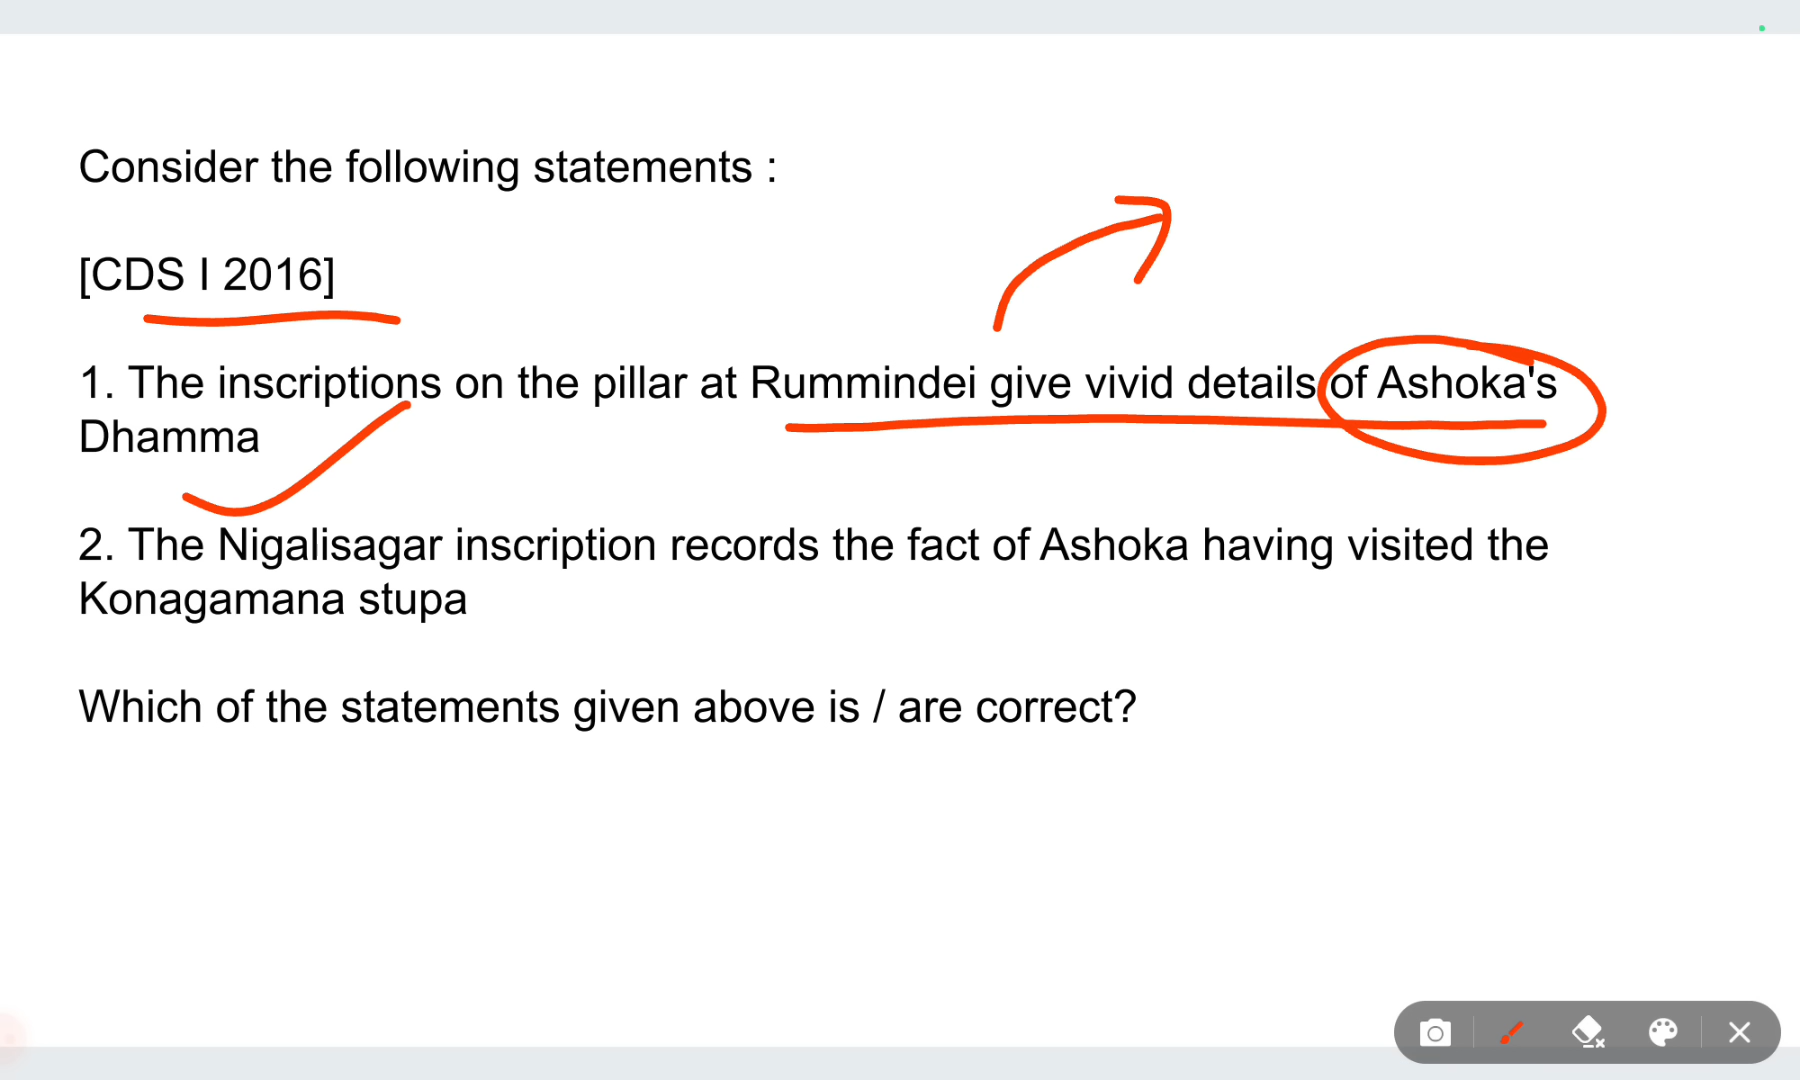 Consider the following statements :
[CDS I 2016]
1. The inscriptions on the pillar at Rummindei give vivid details of Ashoka's
Dhamma
2. The Nigalisagar inscription records the fact of Ashoka having visited the
Konagamana stupa
Which of the statements given above is / are correct?